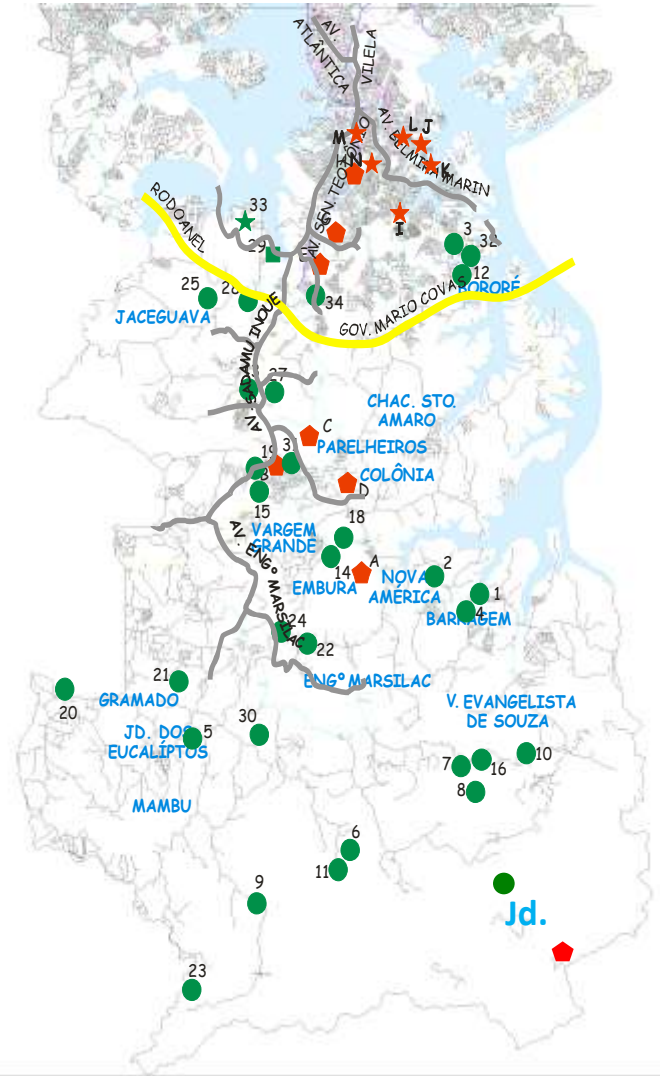 AV.
ATLÂNTICA
VILELA
AV. BELMIRA MARIN
AV. SEN. TEOTÔNIO
M
L J
N
K
I
G
RODOANEL
33
29
3
32
12
BORORÉ
34
25
JACEGUAVA
GOV. MARIO COVAS
AV. SADAMU INOUE
27
CHAC. STO.
AMARO
C
PARELHEIROS
19
3
B
COLÔNIA
D
15
18
VARGEM
GRANDE
AV. ENGº MARSILAC
14
A
EMBURA
NOVA
AMÉRICA
2
1
4
BARRAGEM
24
22
ENGº MARSILAC
21
GRAMADO
20
V. EVANGELISTA
DE SOUZA
JD. DOS
EUCALÍPTOS
5
30
10
7
16
8
MAMBU
6
11
9
Jd.
23